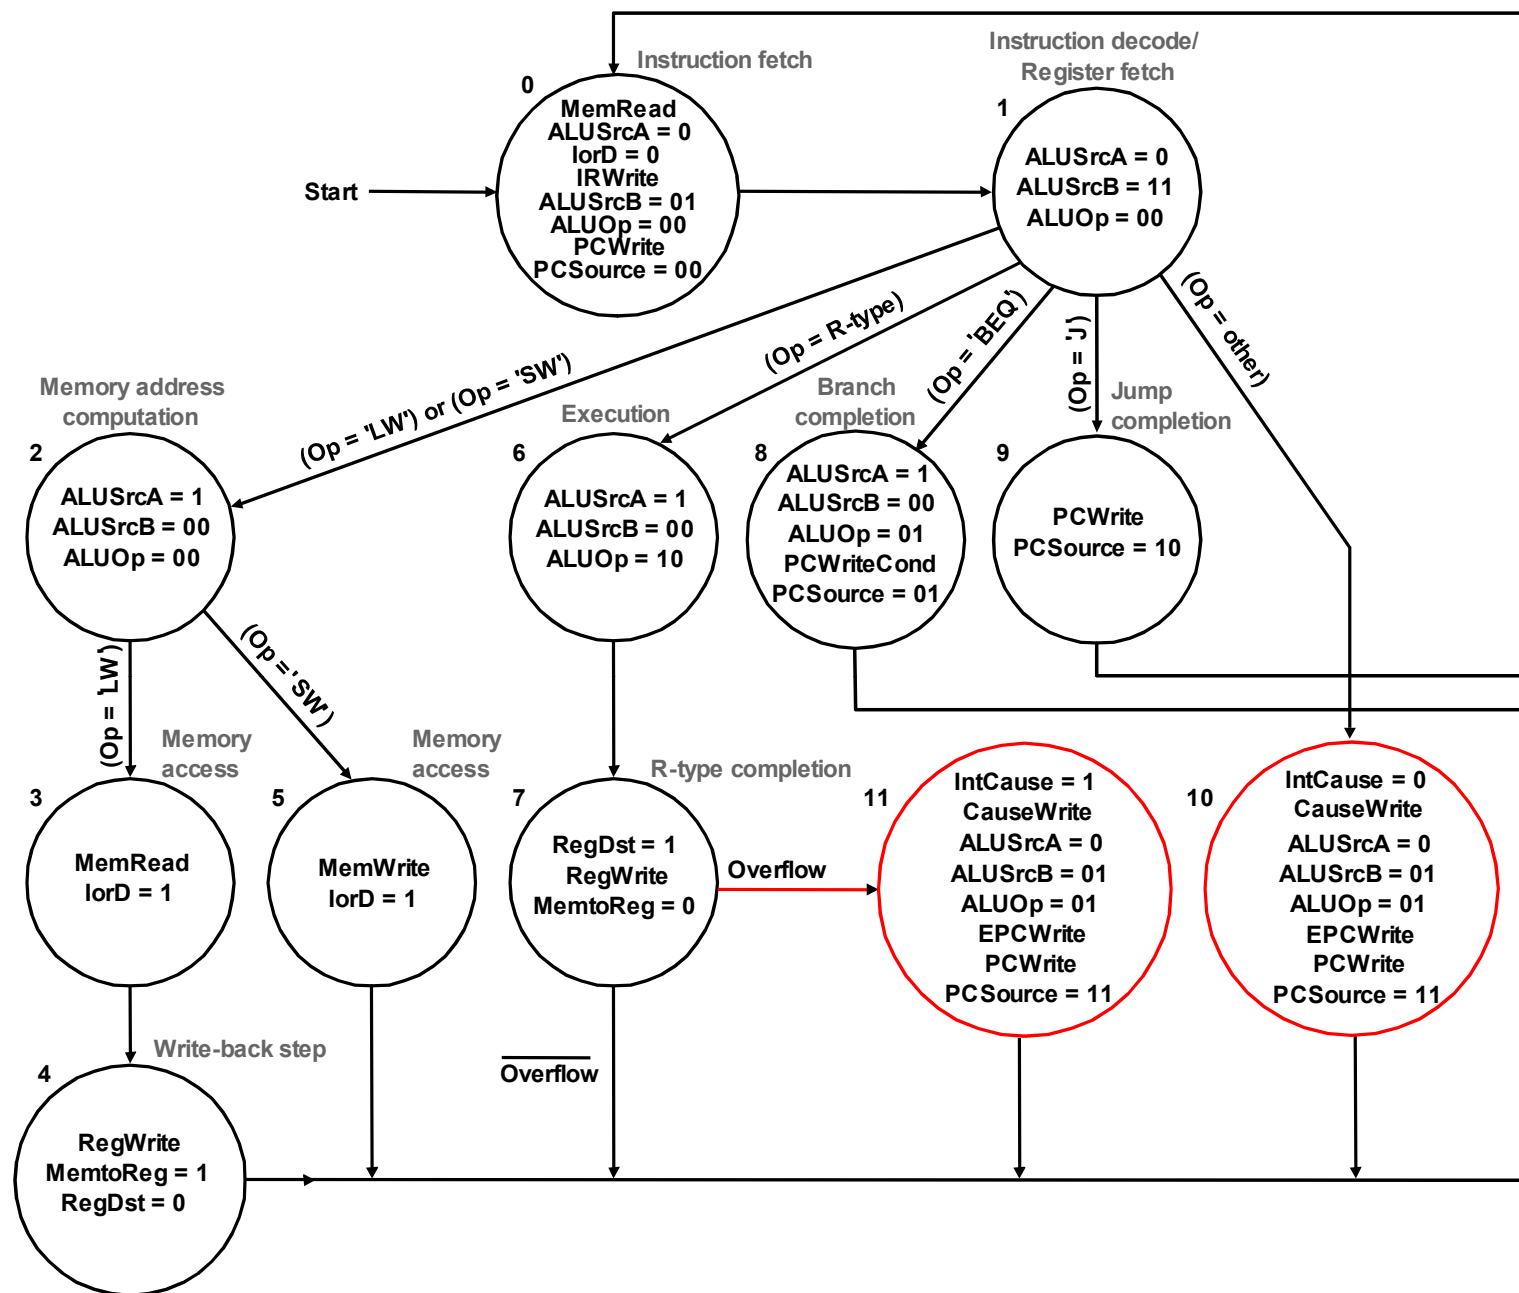 Instruction fetch
Instruction decode/
Register fetch
0
MemRead
ALUSrcA = 0
IorD = 0
IRWrite
ALUSrcB = 01
ALUOp = 00
PCWrite
PCSource = 00
Start
1
ALUSrcA = 0
ALUSrcB = 11
ALUOp = 00
(Op = 'LW') or (Op = 'SW')
(Op = R-type)
(Op = 'BEQ')
(Op = 'J')
(Op = other)
Memory address
computation
2
ALUSrcA = 1
ALUSrcB = 00
ALUOp = 00
Execution
6
ALUSrcA = 1
ALUSrcB = 00
ALUOp = 10
Branch
completion
8
ALUSrcA = 1
ALUSrcB = 00
ALUOp = 01
PCWriteCond
PCSource = 01
Jump
completion
9
PCWrite
PCSource = 10
(Op = 'LW')
(Op ='SW')
Memory
access
3
MemRead
IorD = 1
Memory
access
5
MemWrite
IorD = 1
R-type completion
7
RegDst = 1
RegWrite
MemtoReg = 0
Overflow
11
IntCause = 1
CauseWrite
ALUSrcA = 0
ALUSrcB = 01
ALUOp = 01
EPCWrite
PCWrite
PCSource = 11
10
IntCause = 0
CauseWrite
ALUSrcA = 0
ALUSrcB = 01
ALUOp = 01
EPCWrite
PCWrite
PCSource = 11
Write-back step
4
RegWrite
MemtoReg = 1
RegDst = 0
Overflow